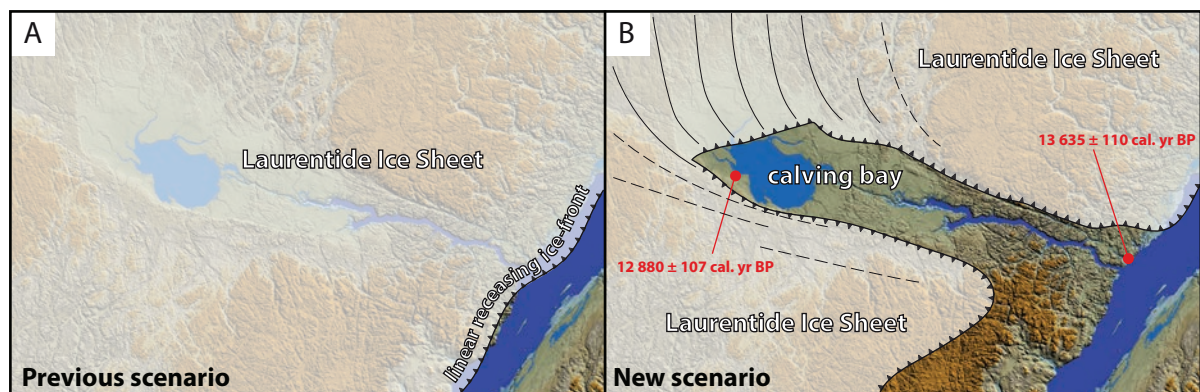 A
Laurentide Ice Sheet
linear receasing ice-front
Previous scenario
B
Laurentide Ice Sheet
13 635 ± 110 cal. yr BP
calving bay
12 880 ± 107 cal. yr BP
Laurentide Ice Sheet
New scenario